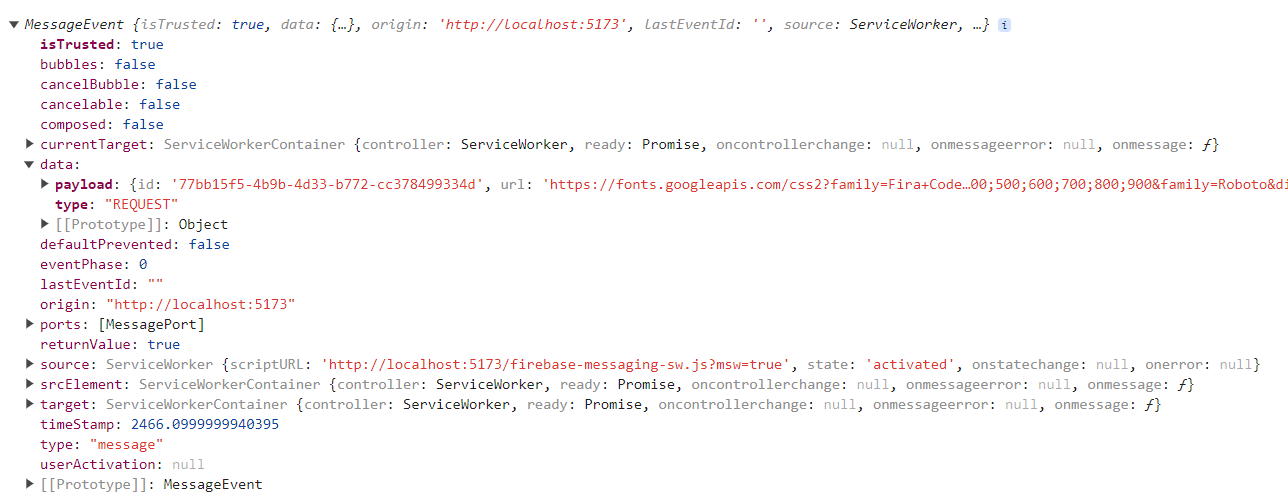 ▼ MessageEvent {isTrusted: true, data: {…}, origin: 'http://localhost:5173', lastEventId: '', source: ServiceWorker, …} i
isTrusted: true
bubbles: false
cancelBubble: false
cancelable: false
composed: false
▶ currentTarget: ServiceWorkerContainer {controller: ServiceWorker, ready: Promise, oncontrollerchange: null, onmessageerror: null, onmessage: ƒ}
▼ data:
▶ payload: {id: '77bb15f5-4b9b-4d33-b772-cc378499334d', url: 'https://fonts.googleapis.com/css2?family=Fira+Code…00;500;600;700;800;900&family=Roboto&di
type: "REQUEST"
▶ [[Prototype]]: Object
defaultPrevented: false
eventPhase: 0
lastEventId: ""
origin: "http://localhost:5173"
▶ ports: [MessagePort]
returnValue: true
▶ source: ServiceWorker {scriptURL: 'http://localhost:5173/firebase-messaging-sw.js?msw=true', state: 'activated', onstatechange: null, onerror: null}
▶ srcElement: ServiceWorkerContainer {controller: ServiceWorker, ready: Promise, oncontrollerchange: null, onmessageerror: null, onmessage: ƒ}
▶ target: ServiceWorkerContainer {controller: ServiceWorker, ready: Promise, oncontrollerchange: null, onmessageerror: null, onmessage: ƒ}
timeStamp: 2466.0999999940395
type: "message"
userActivation: null
▶ [[Prototype]]: MessageEvent